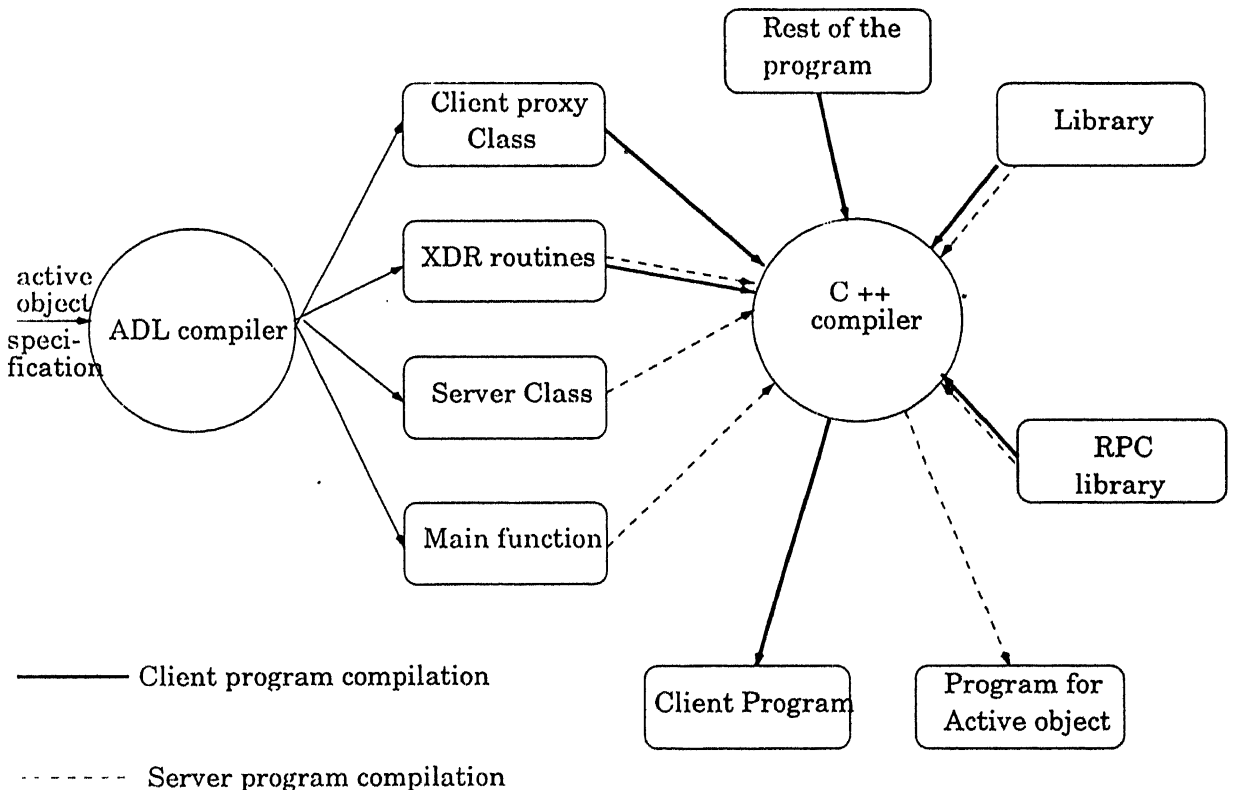 Rest of the
program
Client proxy
Class
Library
XDR routines
active
object
speci-
fication
ADL compiler
C ++
compiler
Server Class
RPC
library
Main function
Client program compilation
Client Program
Program for
Active object
Server program compilation